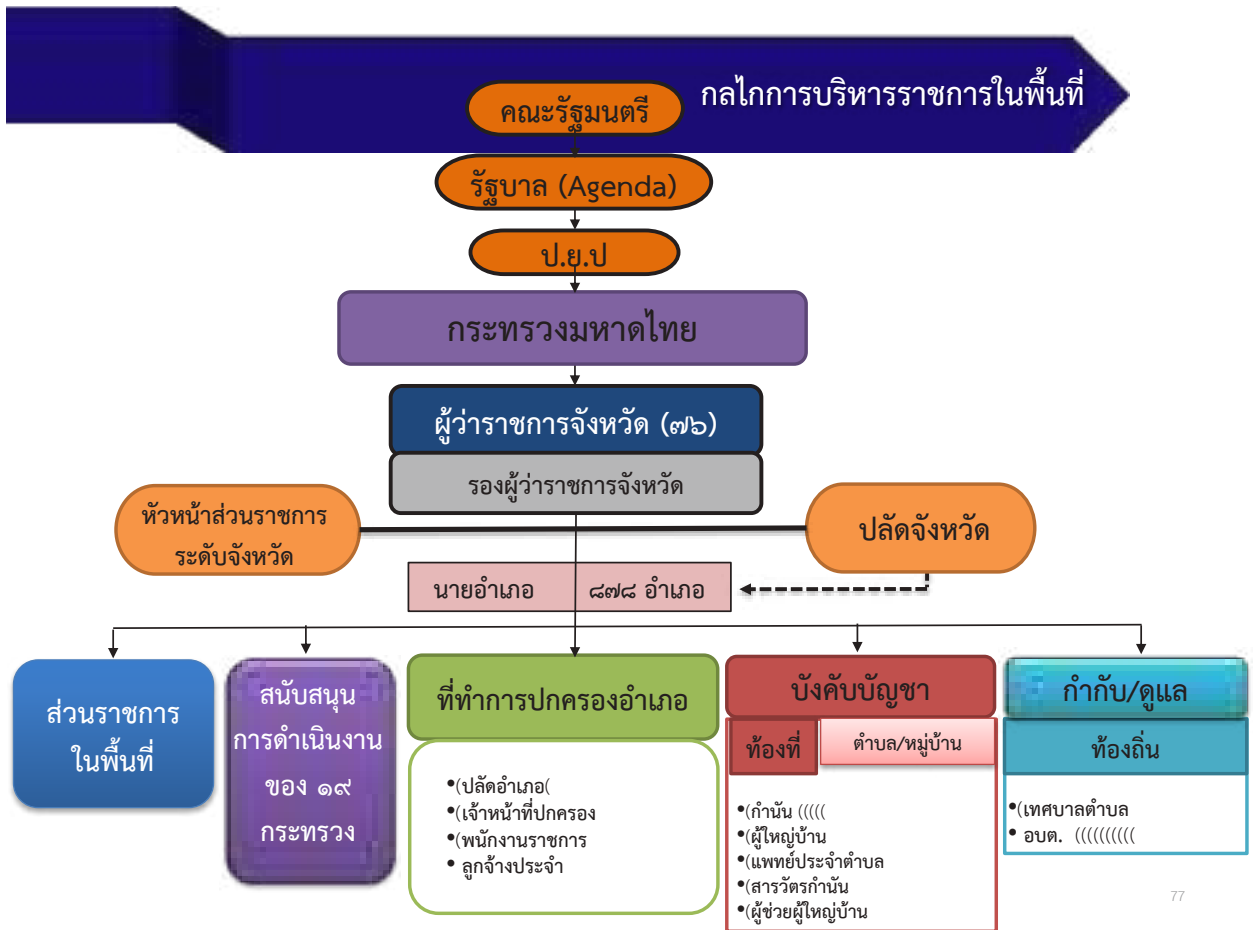 กลไกการบริหารราชการในพื้นที่
คณะรัฐมนตรี
รัฐบาล (Agenda)
ป.ย.ป
กระทรวงมหาดไทย
ผู้ว่าราชการจังหวัด (๗๖)
รองผู้ว่าราชการจังหวัด
หัวหน้าส่วนราชการ
ระดับจังหวัด
ปลัดจังหวัด
นายอำเภอ
๘๗๘ อำเภอ
ส่วนราชการ
ในพื้นที่
สนับสนุน
การดำเนินงาน
ของ ๑๙
กระทรวง
ที่ทำการปกครองอำเภอ
•(ปลัดอำเภอ(
•(เจ้าหน้าที่ปกครอง
•(พนักงานราชการ
• ลูกจ้างประจำ
บังคับบัญชา
ท้องที่
ตำบล/หมู่บ้าน
•(กำนัน (((((
•(ผู้ใหญ่บ้าน
•(แพทย์ประจำตำบล
•(สารวัตรกำนัน
•(ผู้ช่วยผู้ใหญ่บ้าน
กำกับ/ดูแล
ท้องถิ่น
•(เทศบาลตำบล
• อบต. ((((((((((
77